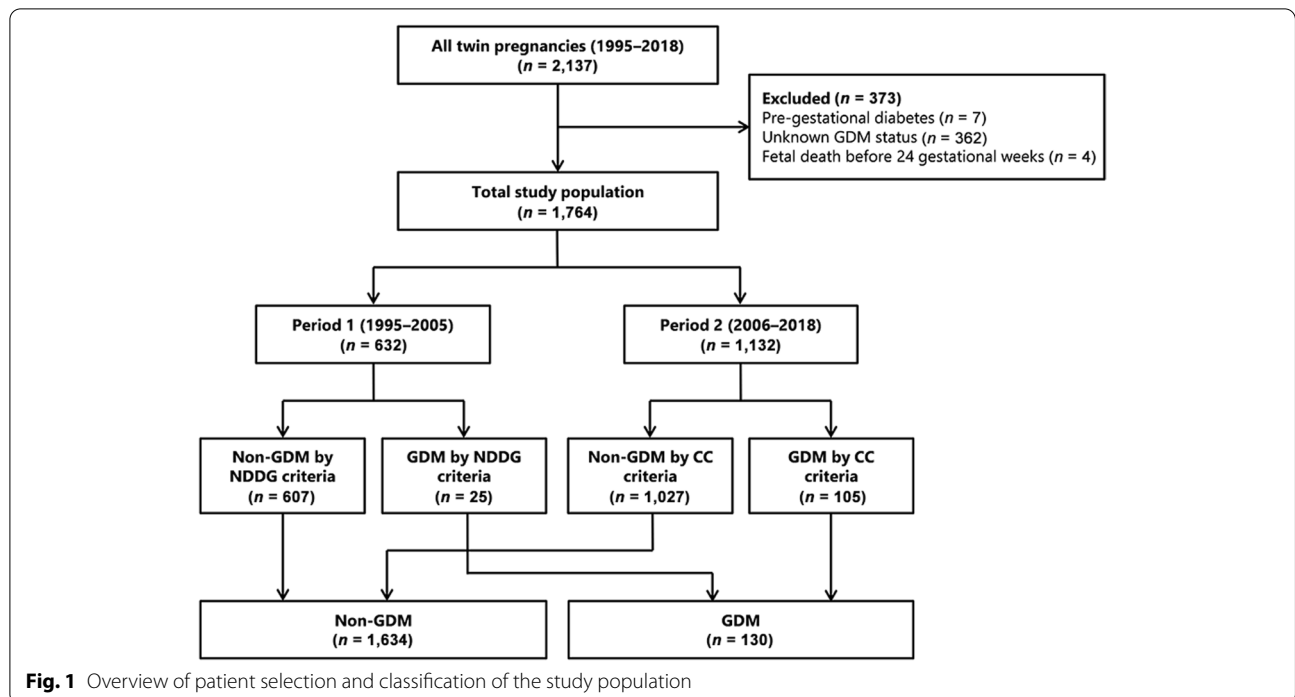 All twin pregnancies (1995–2018)
(n = 2,137)
Excluded (n = 373)
Pre-gestational diabetes (n = 7)
Unknown GDM status (n = 362)
Fetal death before 24 gestational weeks (n = 4)
Total study population
(n = 1,764)
Period 1 (1995–2005)
(n = 632)
Period 2 (2006–2018)
(n = 1,132)
Non-GDM by
NDDG criteria
(n = 607)
GDM by NDDG
criteria
(n = 25)
Non-GDM by CC
criteria
(n = 1,027)
GDM by CC
criteria
(n = 105)
Non-GDM
(n = 1,634)
GDM
(n = 130)
Fig. 1 Overview of patient selection and classification of the study population